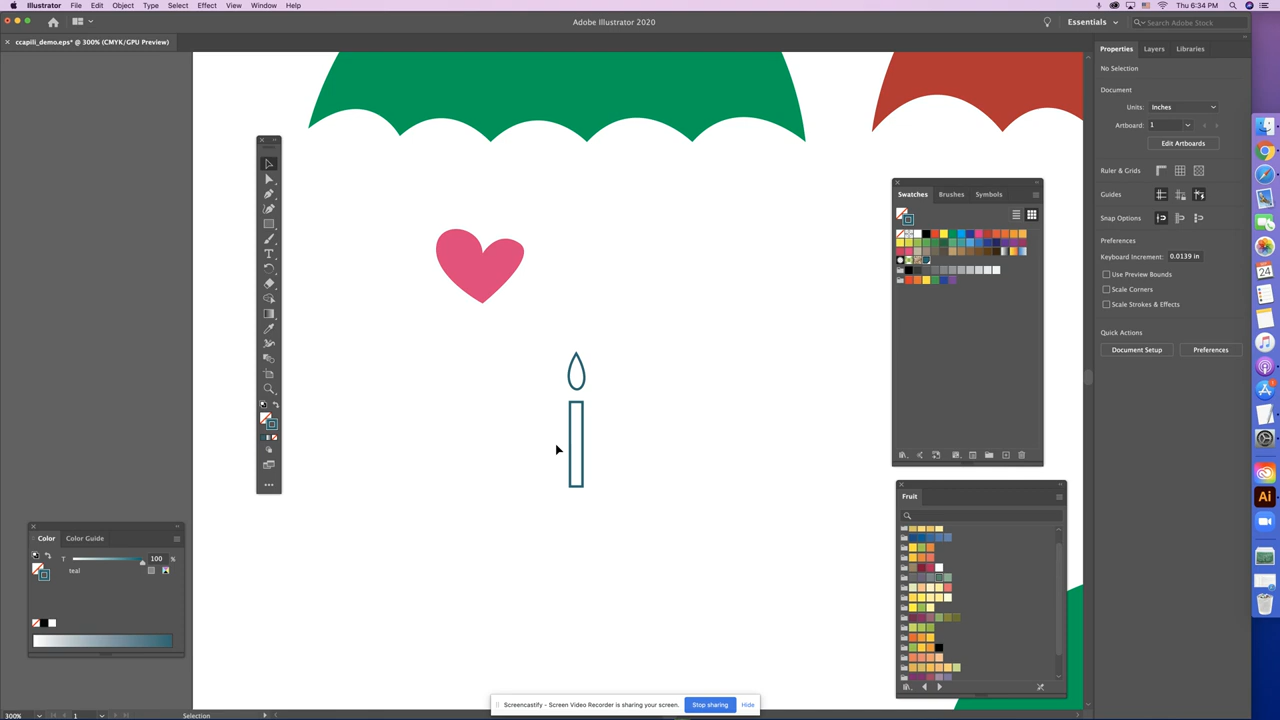 Illustrator File Edit Object Type Select Effect View Window Help
Thu 6:34 PM
Adobe Illustrator 2020
Essentials
Search Adobe Stock
ccapili_demo.eps* @ 300% (CMYK/GPU Preview)
Properties Layers Libraries
No Selection
Document
Units: Inches
Artboard: 1
Edit Artboards
Ruler & Grids
Guides
Snap Options
Preferences
Keyboard Increment: 0.0139 in
Use Preview Bounds
Scale Corners
Scale Strokes & Effects
Quick Actions
Document Setup Preferences
Swatches Brushes Symbols
Fruit
Color Color Guide
T 100 %
teal
SEP
24
Ai
Screencastify - Screen Video Recorder is sharing your screen. Stop sharing Hide
300% 1 Selection